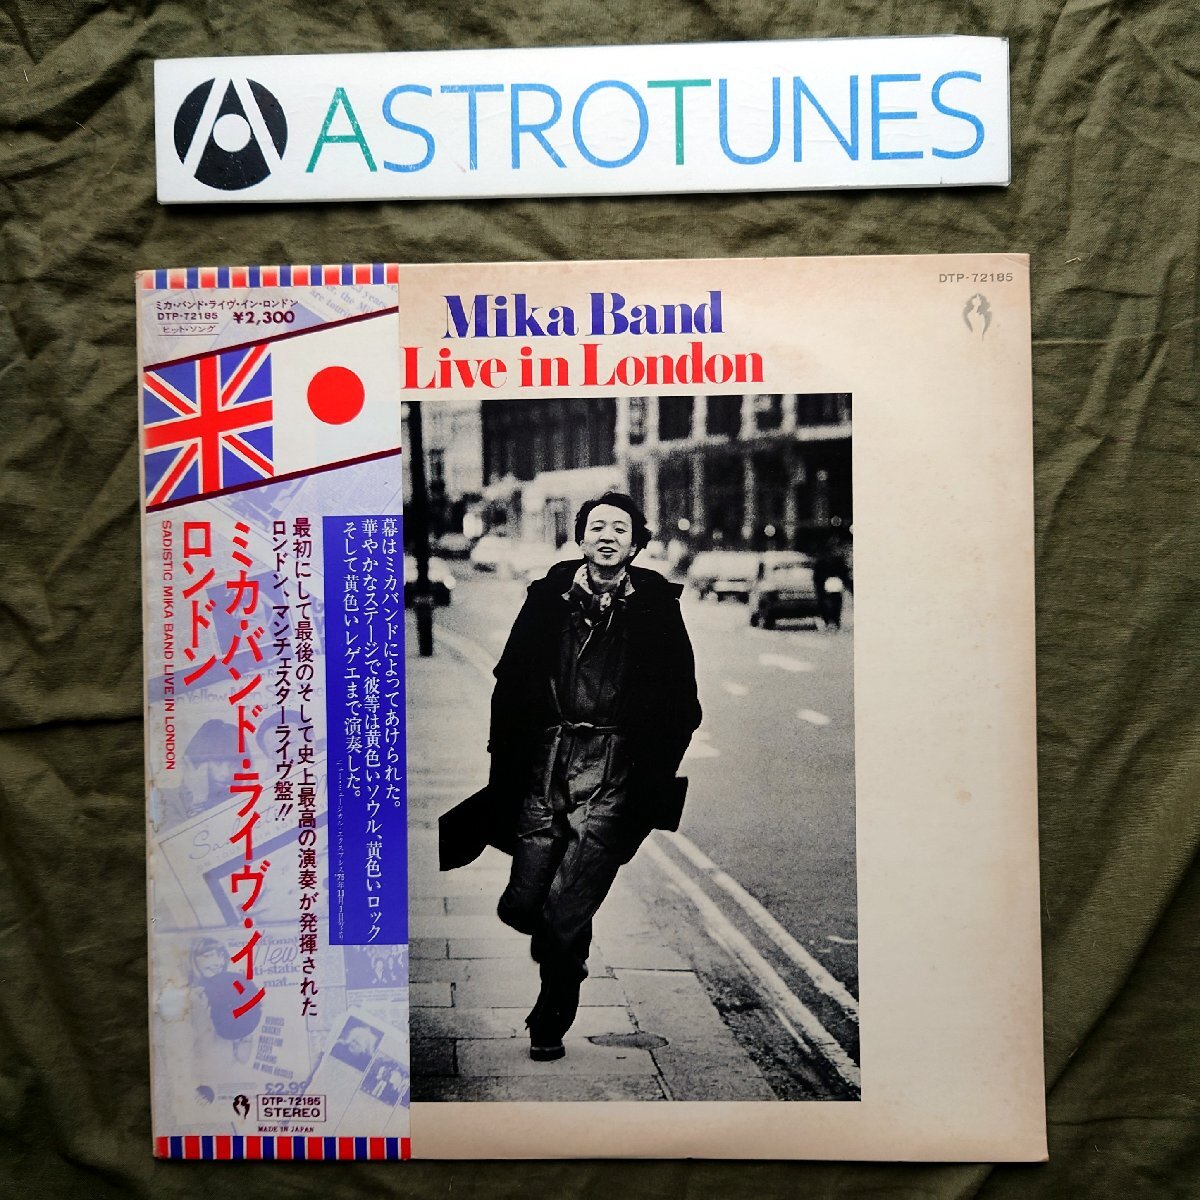 ASTROTUNES
DTP-72185
Mika Band
Live in London
ミカ・バンド・ライヴ・イン・ロンドン
DTP-72185 ¥2,300
ヒット・ソング
幕はミカバンドによってあけられた。
華やかなステージで彼等は黄色いソウル、黄色いロック
そして黄色いレゲエまで演奏した。
最初にして最後のそして史上最高の演奏が発揮された
ロンドン、マンチェスターライヴ盤!!
ミカ・バンド・ライヴ・イン
ロンドン
SADISTIC MIKA BAND LIVE IN LONDON
New
ti-static
mat...
£2.99
DTP-72185
STEREO
MADE IN JAPAN